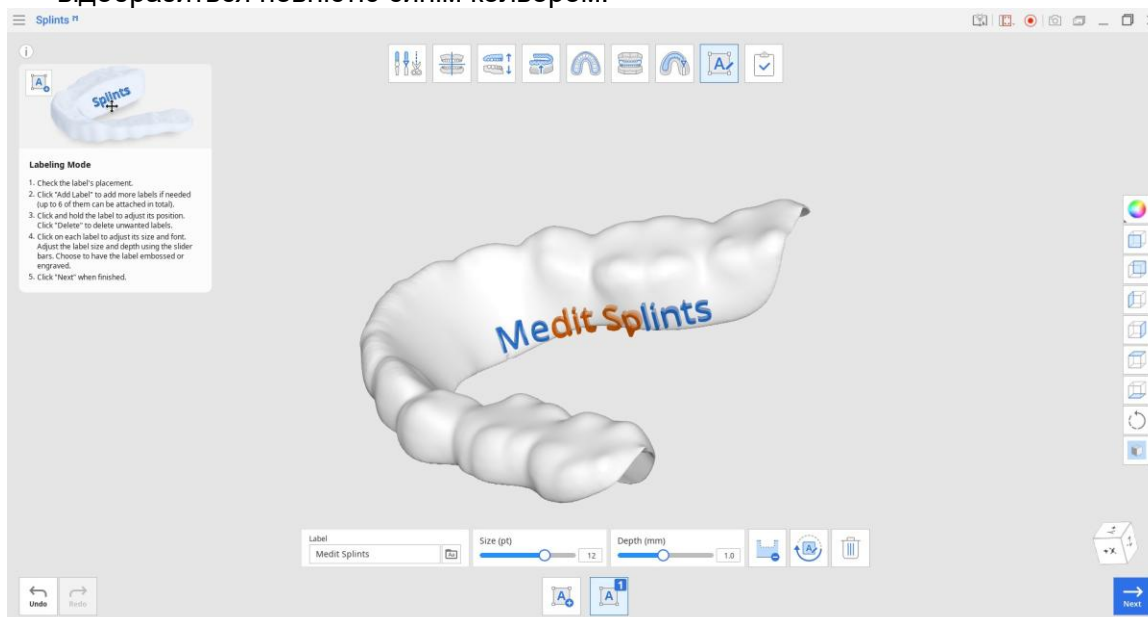 відобразиться повністю синім кольором.
Splints
Splints
Labeling Mode
1. Check the label's placement.
2. Click "Add Label" to add more labels if needed
(up to 6 of them can be attached in total).
3. Click and hold the label to adjust its position.
Click "Delete" to delete unwanted labels.
4. Click on each label to adjust its size and font.
Adjust the label size and depth using the slider
bars. Choose to have the label embossed or
engraved.
5. Click "Next" when finished.
Medit Splints
Label
Medit Splints
Size (pt)
12
Depth (mm)
1.0
Undo
Redo
1
Next